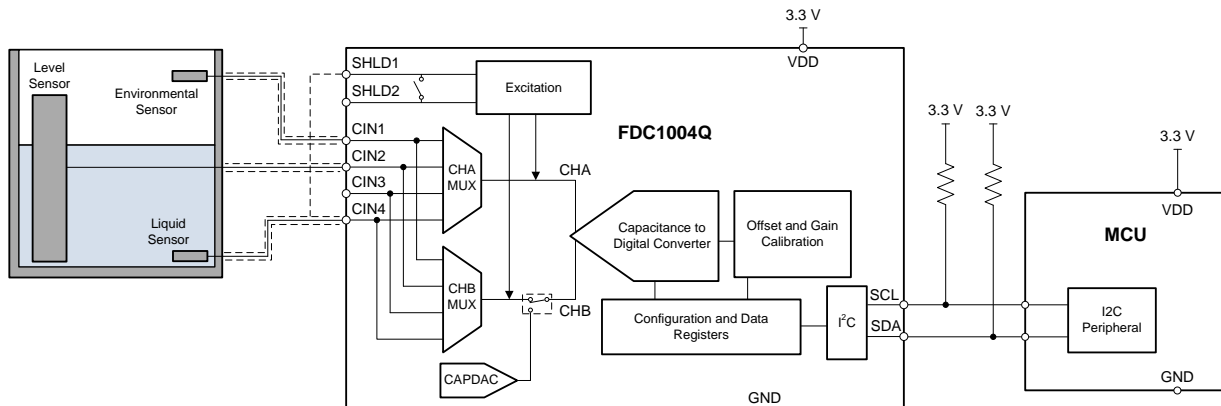 Level
Sensor
Environmental
Sensor
Liquid
Sensor
3.3 V
VDD
SHLD1
SHLD2
Excitation
FDC1004Q
CIN1
CIN2
CIN3
CIN4
CHA
MUX
CHA
CHB
MUX
CHB
Capacitance to
Digital Converter
Offset and Gain
Calibration
Configuration and Data
Registers
I²C
SCL
SDA
CAPDAC
GND
3.3 V
3.3 V
3.3 V
VDD
MCU
I2C
Peripheral
GND